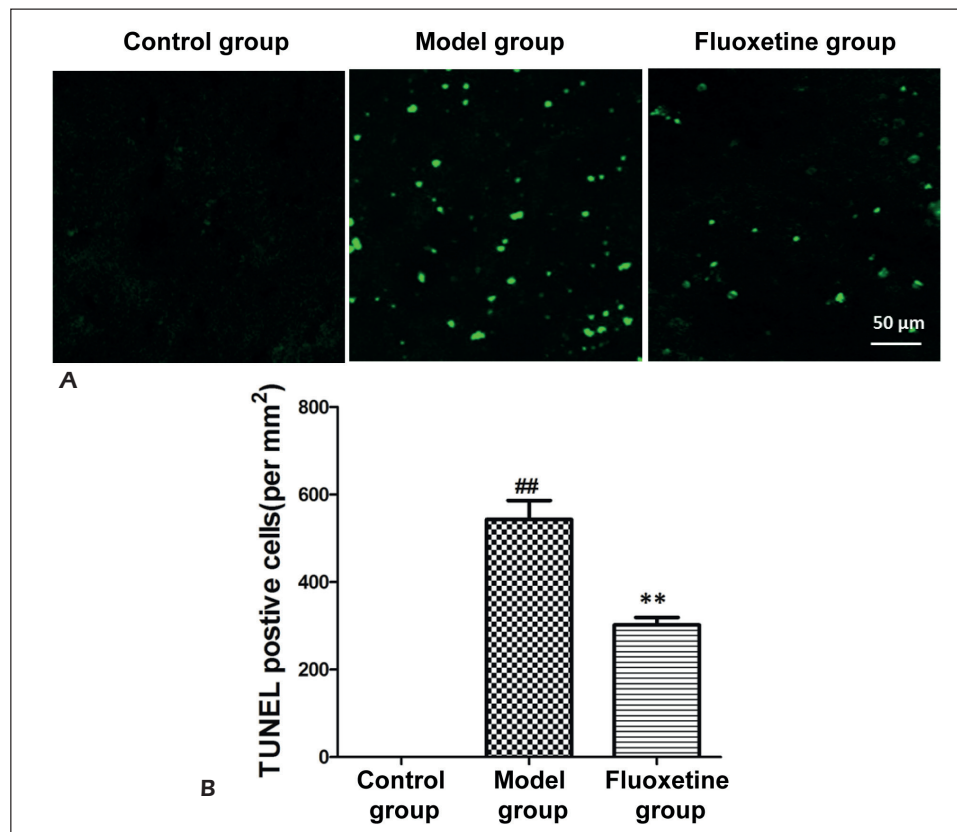 Control group Model group Fluoxetine group
50 µm
A
TUNEL postive cells(per mm²)
800
600
400
200
0
##
**
Control group
Model group
Fluoxetine group
B